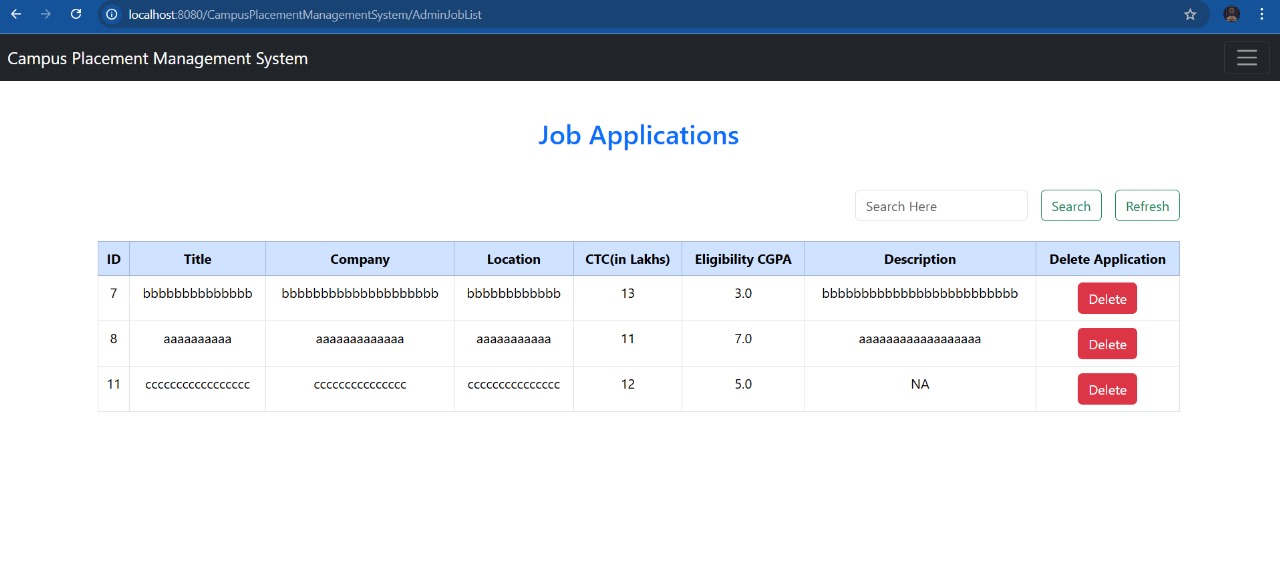 localhost:8080/CampusPlacementManagementSystem/AdminJobList
Campus Placement Management System
Job Applications
Search Here Search Refresh
ID Title Company Location CTC(in Lakhs) Eligibility CGPA Description Delete Application
7 bbbbbbbbbbbbbb bbbbbbbbbbbbbbbbbbbb bbbbbbbbbbbb 13 3.0 bbbbbbbbbbbbbbbbbbbbbbbbb Delete
8 aaaaaaaaaa aaaaaaaaaaaaa aaaaaaaaaaa 11 7.0 aaaaaaaaaaaaaaaaaa Delete
11 ccccccccccccccccc ccccccccccccccc ccccccccccccccc 12 5.0 NA Delete